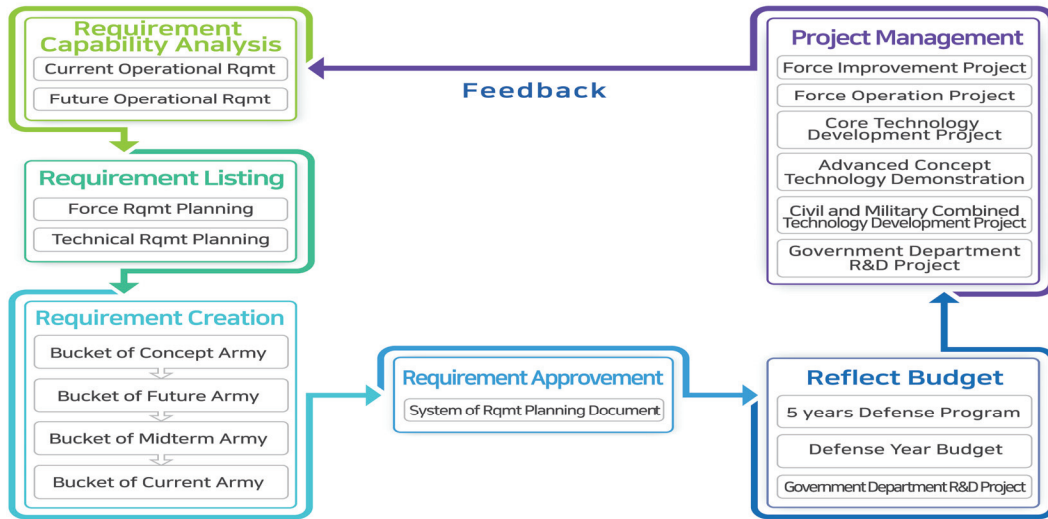 Requirement
Capability Analysis
Current Operational Rqmt
Future Operational Rqmt
Requirement Listing
Force Rqmt Planning
Technical Rqmt Planning
Requirement Creation
Bucket of Concept Army
Bucket of Future Army
Bucket of Midterm Army
Bucket of Current Army
Requirement Approvement
System of Rqmt Planning Document
Reflect Budget
5 years Defense Program
Defense Year Budget
Government Department R&D Project
Project Management
Force Improvement Project
Force Operation Project
Core Technology
Development Project
Advanced Concept
Technology Demonstration
Civil and Military Combined
Technology Development Project
Government Department
R&D Project
Feedback